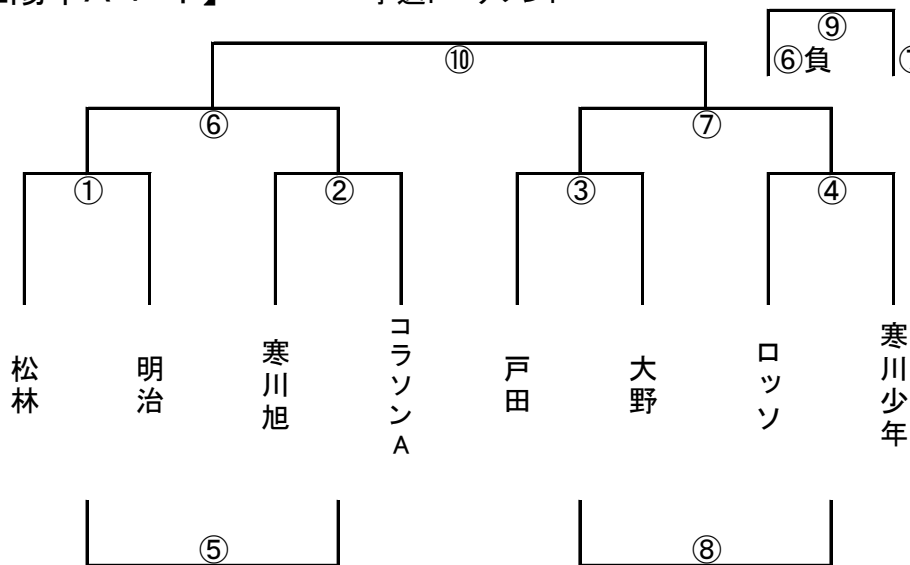 ⑨
⑩
⑥負
⑥
⑦
①
②
③
④
松林
明治
寒川旭
コラソンA
戸田
大野
ロッソ
寒川少年
⑤
⑧